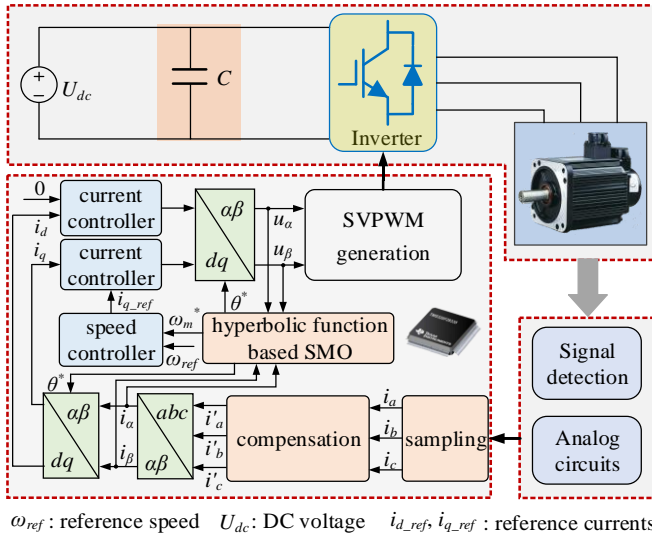 U_dc
C
Inverter
0
i_d
i_q
current
controller
current
controller
i_q_ref
speed
controller
αβ
dq
u_α
u_β
SVPWM
generation
θ*
ω_m*
ω_ref
hyperbolic function
based SMO
θ*
αβ
dq
i_α
i_β
abc
αβ
i'_a
i'_b
i'_c
compensation
i_a
i_b
i_c
sampling
Signal
detection
Analog
circuits
ω_ref : reference speed U_dc: DC voltage i_d_ref, i_q_ref : reference currents